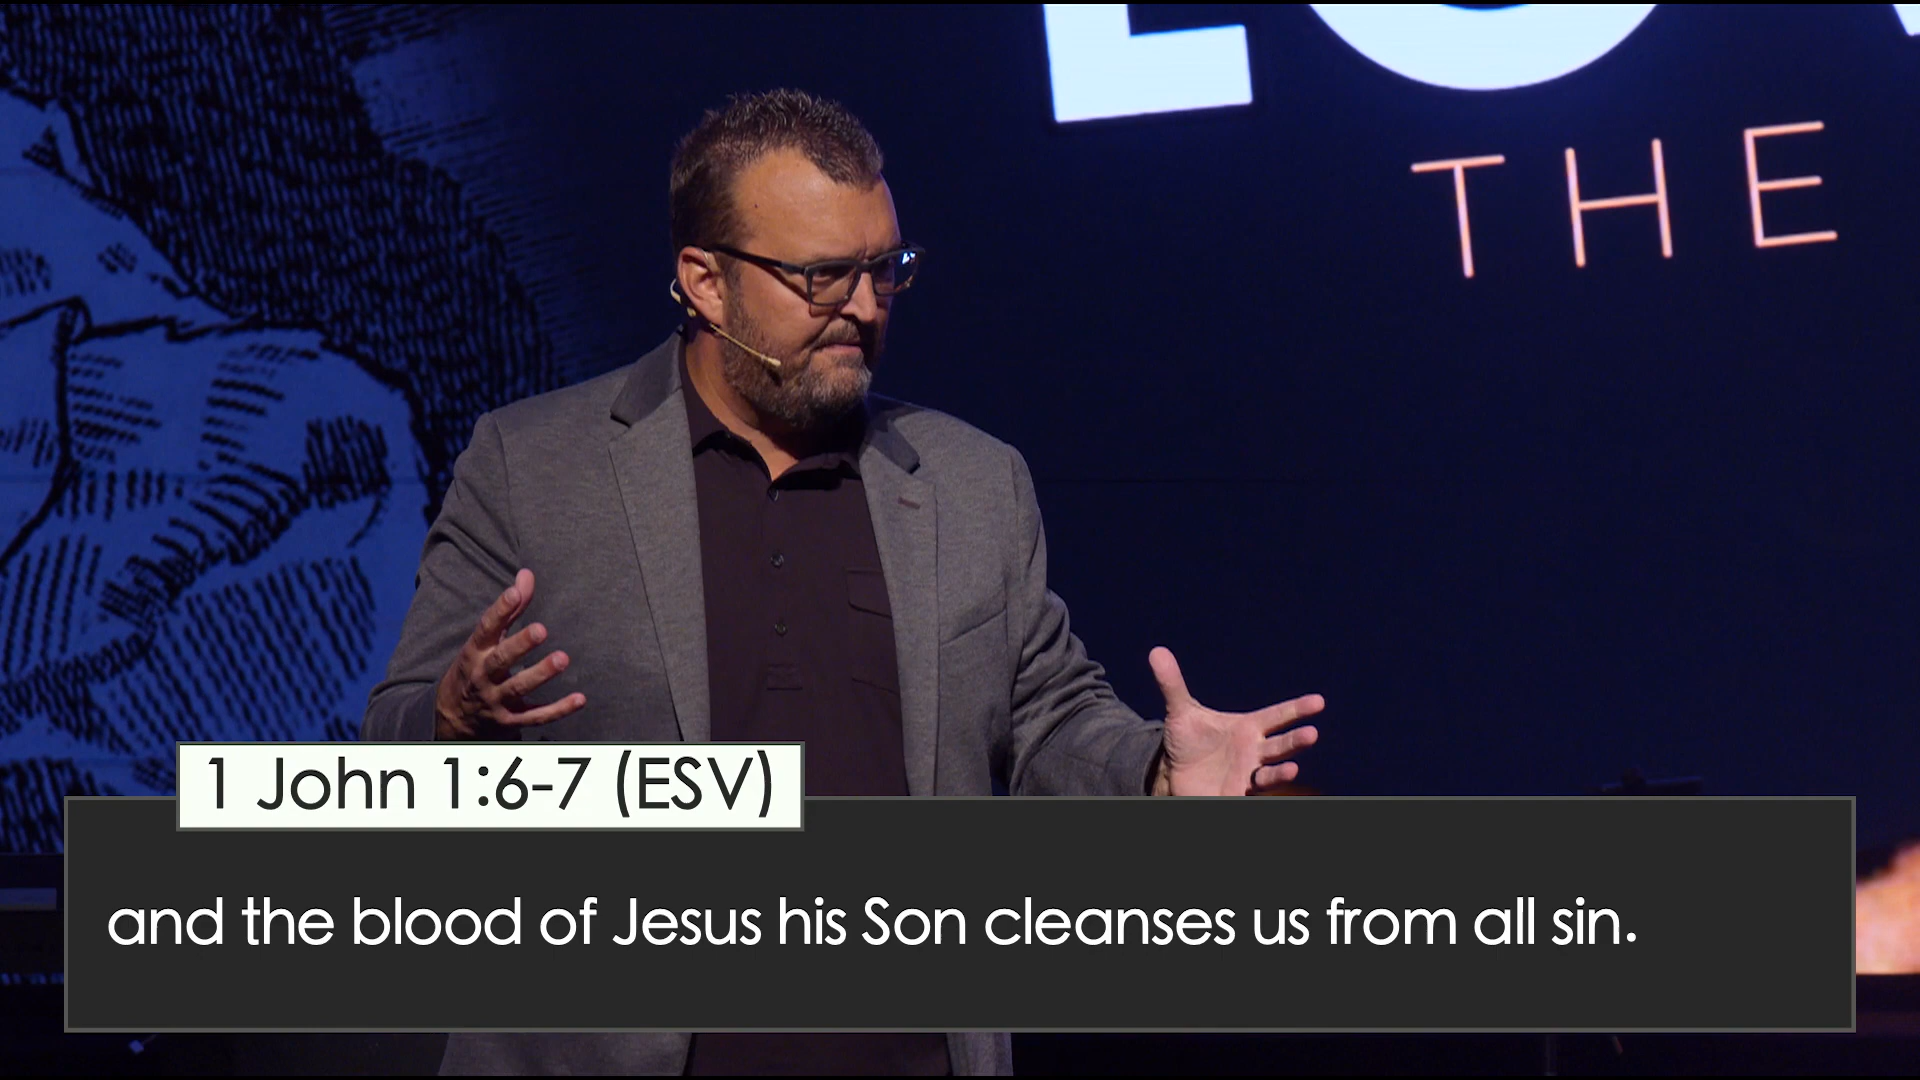 THE
1 John 1:6-7 (ESV)
and the blood of Jesus his Son cleanses us from all sin.